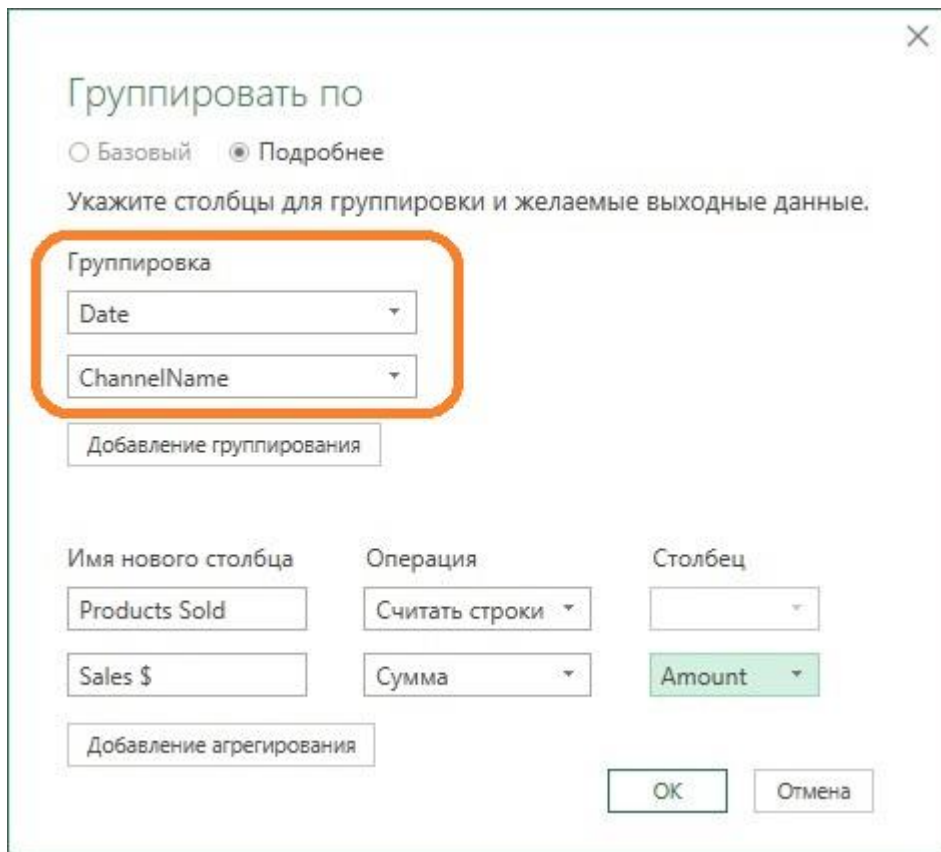 Группировать по
Базовый Подробнее
Укажите столбцы для группировки и желаемые выходные данные.
Группировка
Date
ChannelName
Добавление группирования
Имя нового столбца Операция Столбец
Products Sold Считать строки
Sales $ Сумма Amount
Добавление агрегирования
ОК Отмена